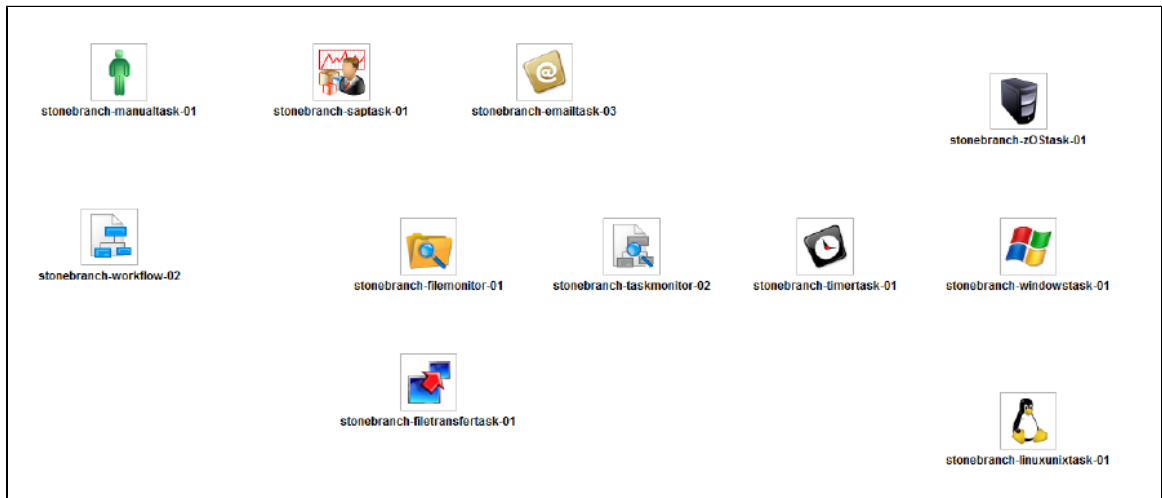 stonebranch-manualtask-01
stonebranch-saptask-01
stonebranch-emailtask-03
stonebranch-zOStask-01
stonebranch-workflow-02
stonebranch-filemonitor-01
stonebranch-taskmonitor-02
stonebranch-timertask-01
stonebranch-windowstask-01
stonebranch-filetransfertask-01
stonebranch-linuxunixtask-01